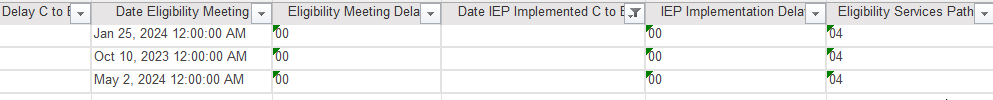 Delay C to E Date Eligibility Meeting Eligibility Meeting Dela Date IEP Implemented C to E IEP Implementation Dela Eligibility Services Path
Jan 25, 2024 12:00:00 AM 00 00 04
Oct 10, 2023 12:00:00 AM 00 00 04
May 2, 2024 12:00:00 AM 00 00 04